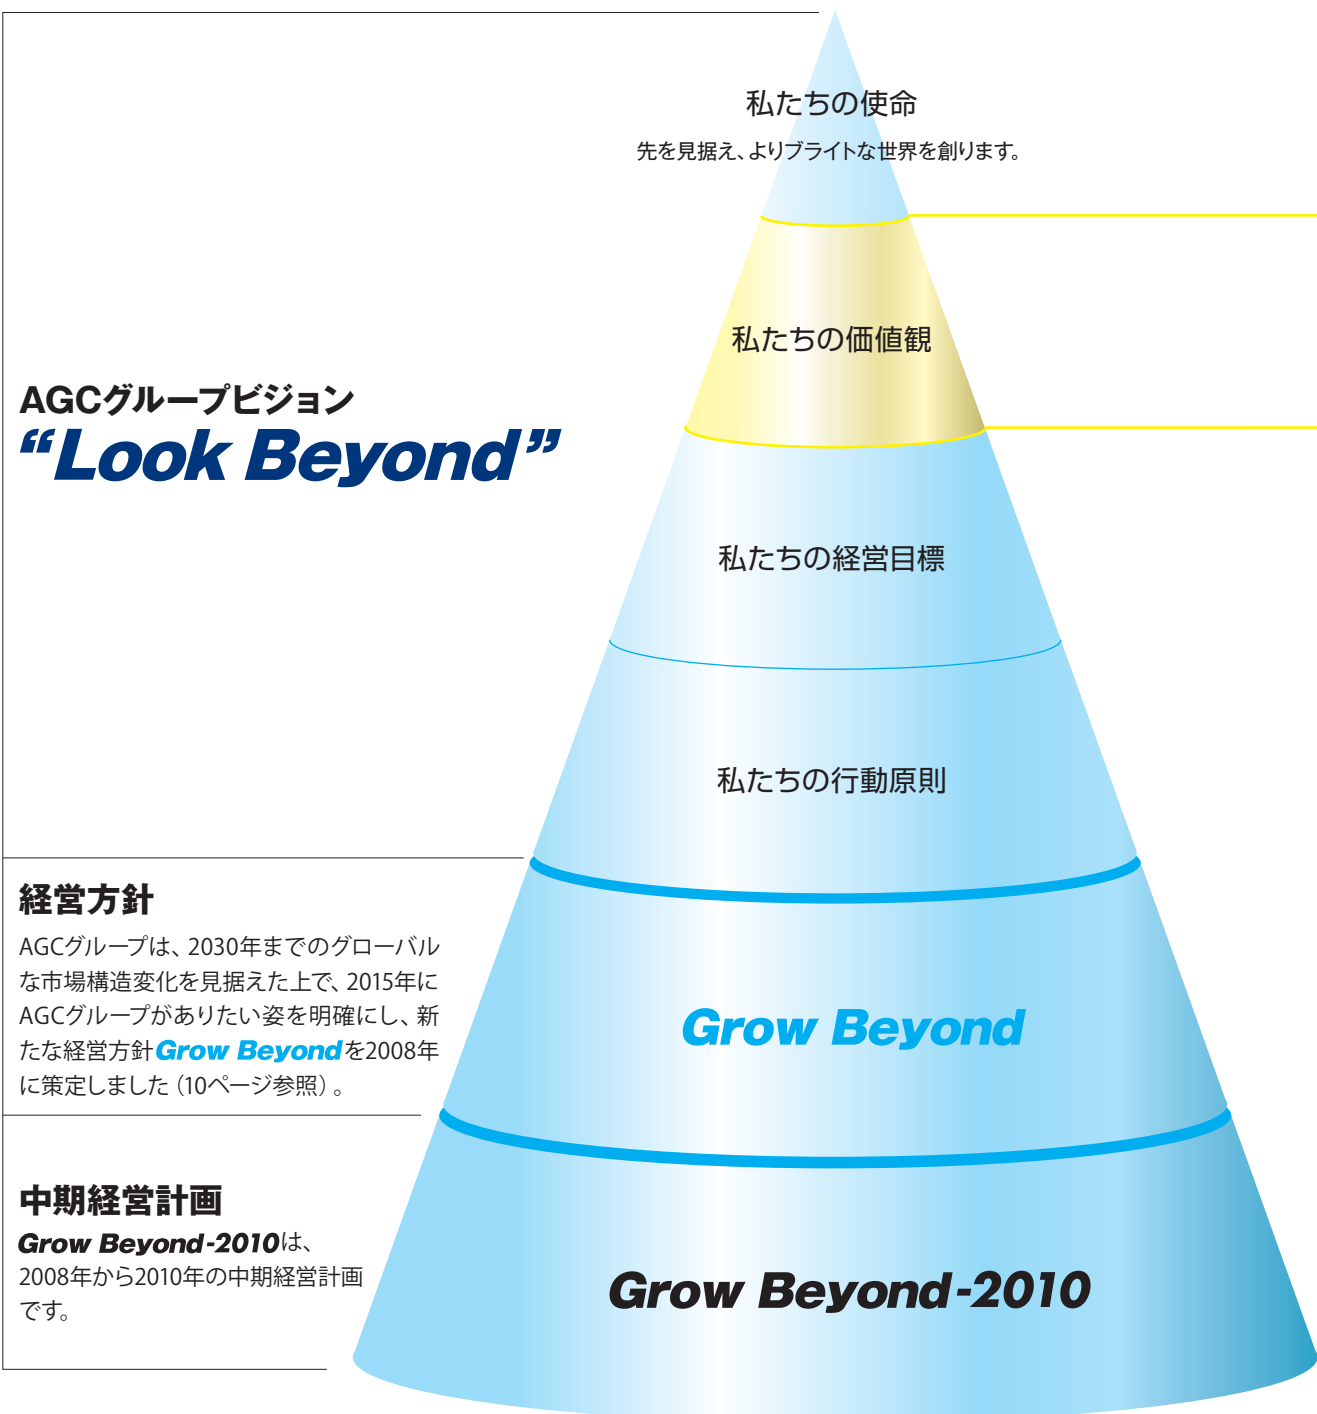 私たちの使命
先を見据え、よりブライトな世界を創ります。
私たちの価値観
AGCグループビジョン
“Look Beyond”
私たちの経営目標
私たちの行動原則
経営方針
AGCグループは、2030年までのグローバル
な市場構造変化を見据えた上で、2015年に
AGCグループがありたい姿を明確にし、新
たな経営方針Grow Beyondを2008年
に策定しました（10ページ参照）。
Grow Beyond
中期経営計画
Grow Beyond-2010は、
2008年から2010年の中期経営計画
です。
Grow Beyond-2010